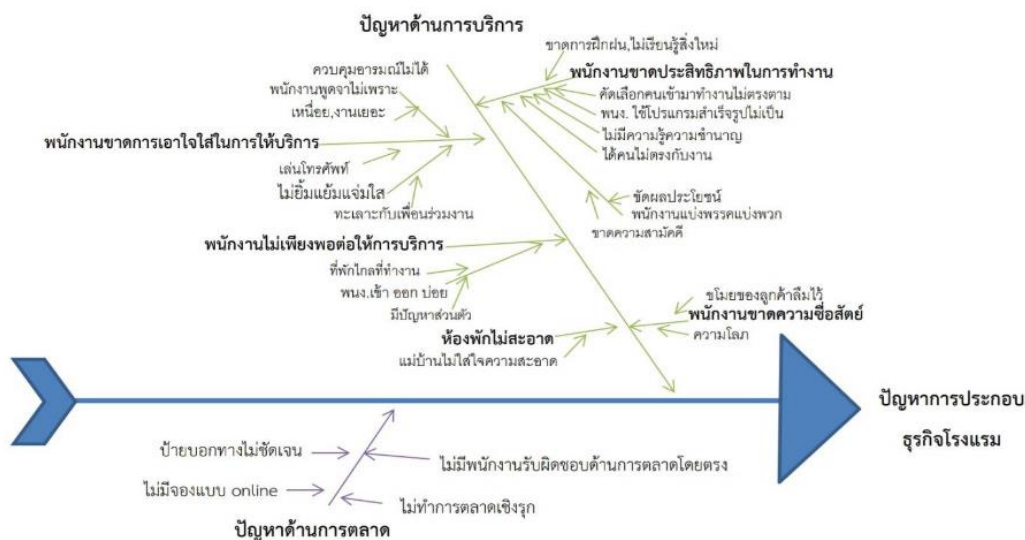 ปัญหาด้านการบริการ
ควบคุมอารมณ์ไม่ได้
พนักงานพูดจาไม่เพราะ
เหนื่อย,งานเยอะ
พนักงานขาดการเอาใจใส่ในการให้บริการ
เล่นโทรศัพท์
ไม่ยิ้มแย้มแจ่มใส
ทะเลาะกับเพื่อนร่วมงาน
พนักงานไม่เพียงพอต่อให้การบริการ
ที่พักไกลที่ทำงาน
พนง.เข้า ออก บ่อย
มีปัญหาส่วนตัว
ห้องพักไม่สะอาด
แม่บ้านไม่ใส่ใจความสะอาด
ขาดการฝึกฝน,ไม่เรียนรู้สิ่งใหม่
พนักงานขาดประสิทธิภาพในการทำงาน
คัดเลือกคนเข้ามาทำงานไม่ตรงตาม
พนง. ใช้โปรแกรมสำเร็จรูปไม่เป็น
ไม่มีความรู้ความชำนาญ
ได้คนไม่ตรงกับงาน
ขัดผลประโยชน์
พนักงานแบ่งพรรคแบ่งพวก
ขาดความสามัคคี
ขโมยของลูกค้าลืมไว้
พนักงานขาดความซื่อสัตย์
ความโลภ
ปัญหาการประกอบ
ธุรกิจโรงแรม
ป้ายบอกทางไม่ชัดเจน
ไม่มีพนักงานรับผิดชอบด้านการตลาดโดยตรง
ไม่มีจองแบบ online
ไม่ทำการตลาดเชิงรุก
ปัญหาด้านการตลาด